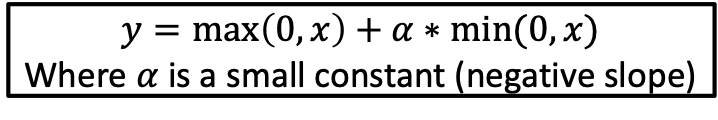 y = max(0, x) + α * min(0, x)
Where α is a small constant (negative slope)